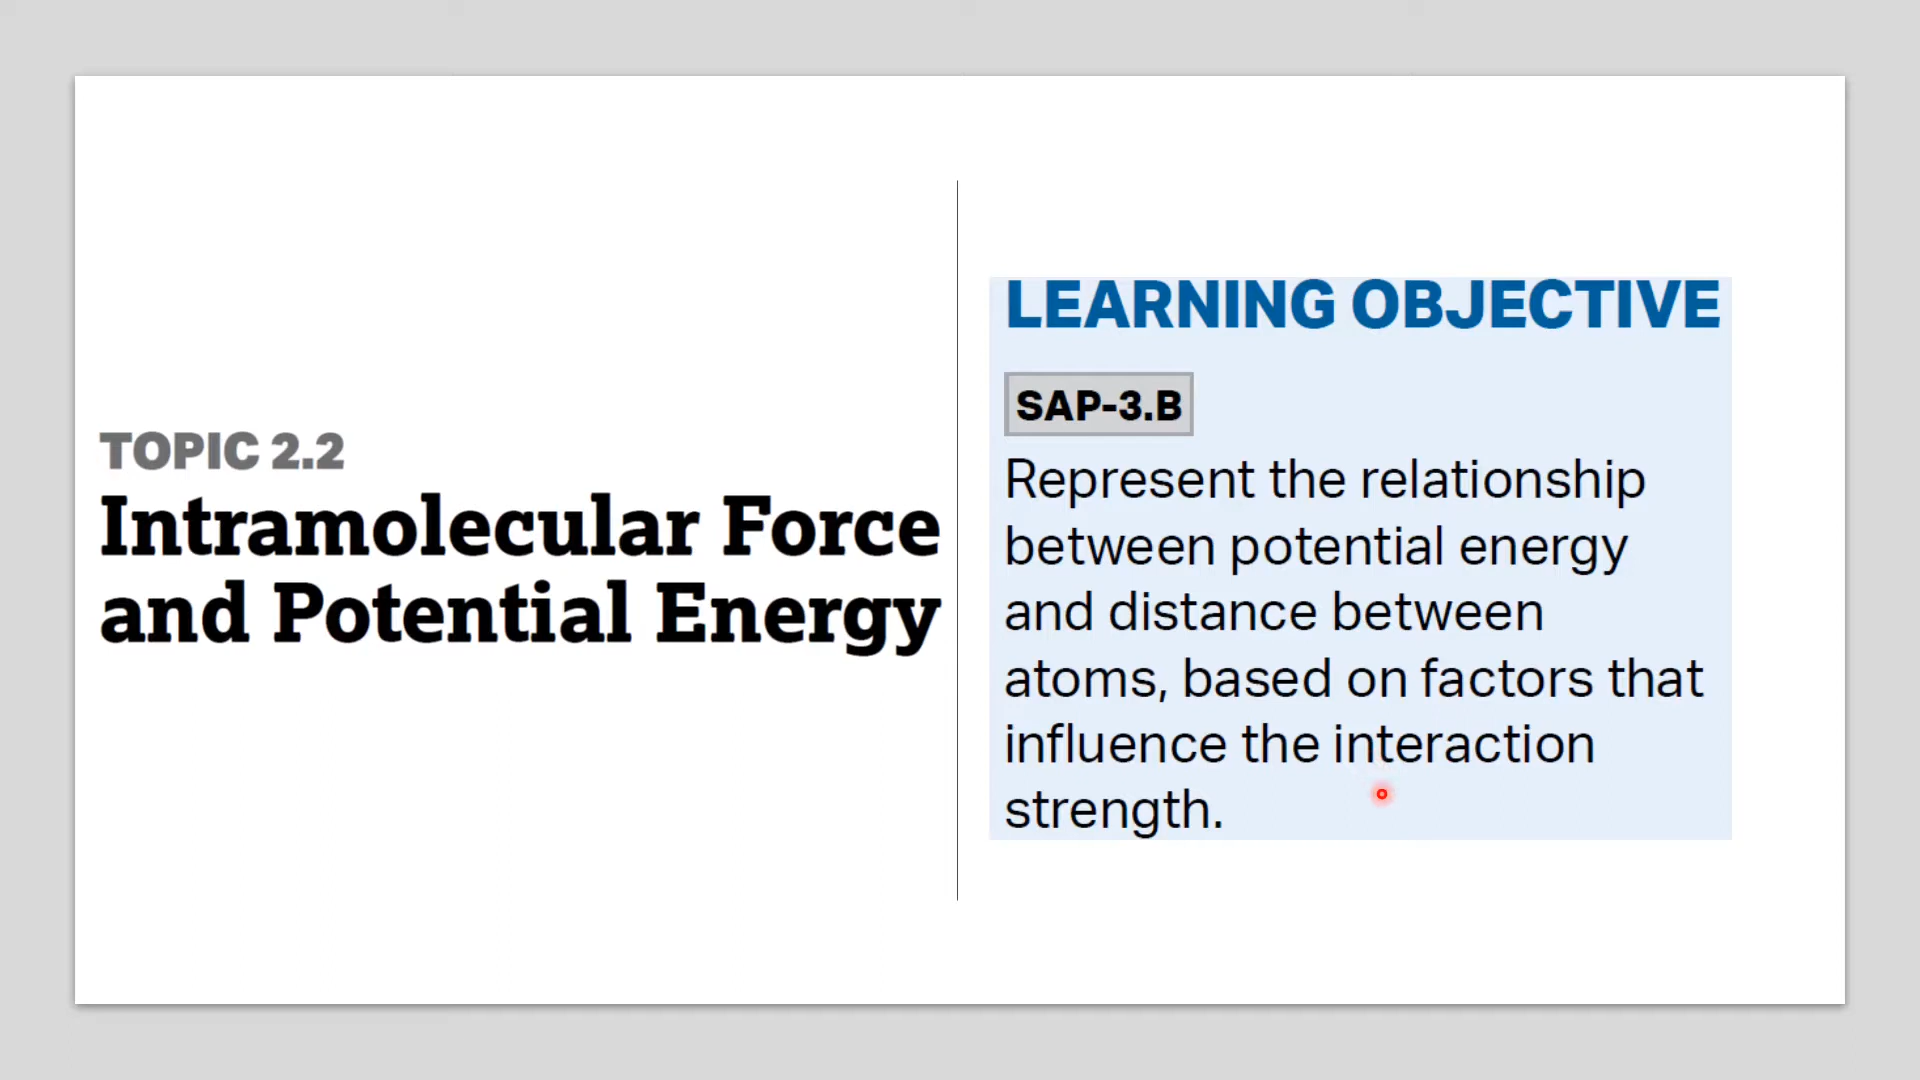 TOPIC 2.2
Intramolecular Force
and Potential Energy
LEARNING OBJECTIVE
SAP-3.B
Represent the relationship
between potential energy
and distance between
atoms, based on factors that
influence the interaction
strength.